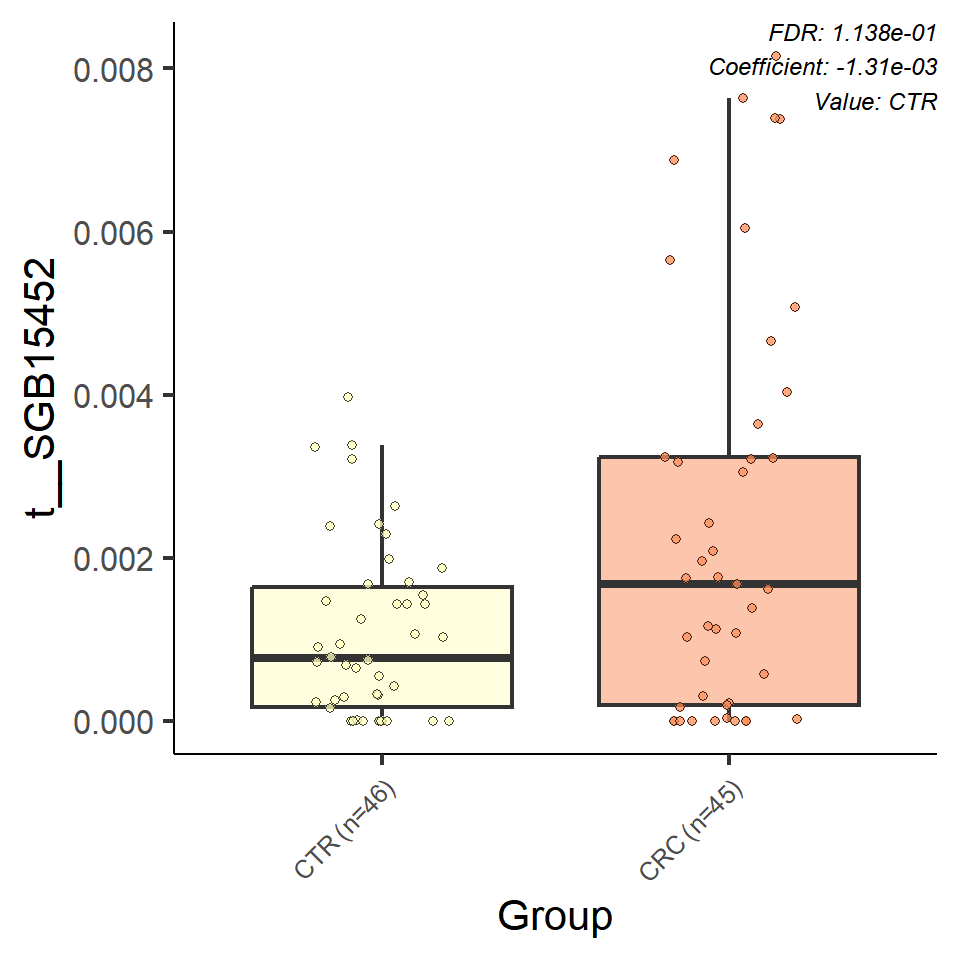 FDR: 1.138e-01
Coefficient: -1.31e-03
Value: CTR
0.008
0.006
0.004
0.002
0.000
t__SGB15452
CTR (n=46)
CRC (n=45)
Group